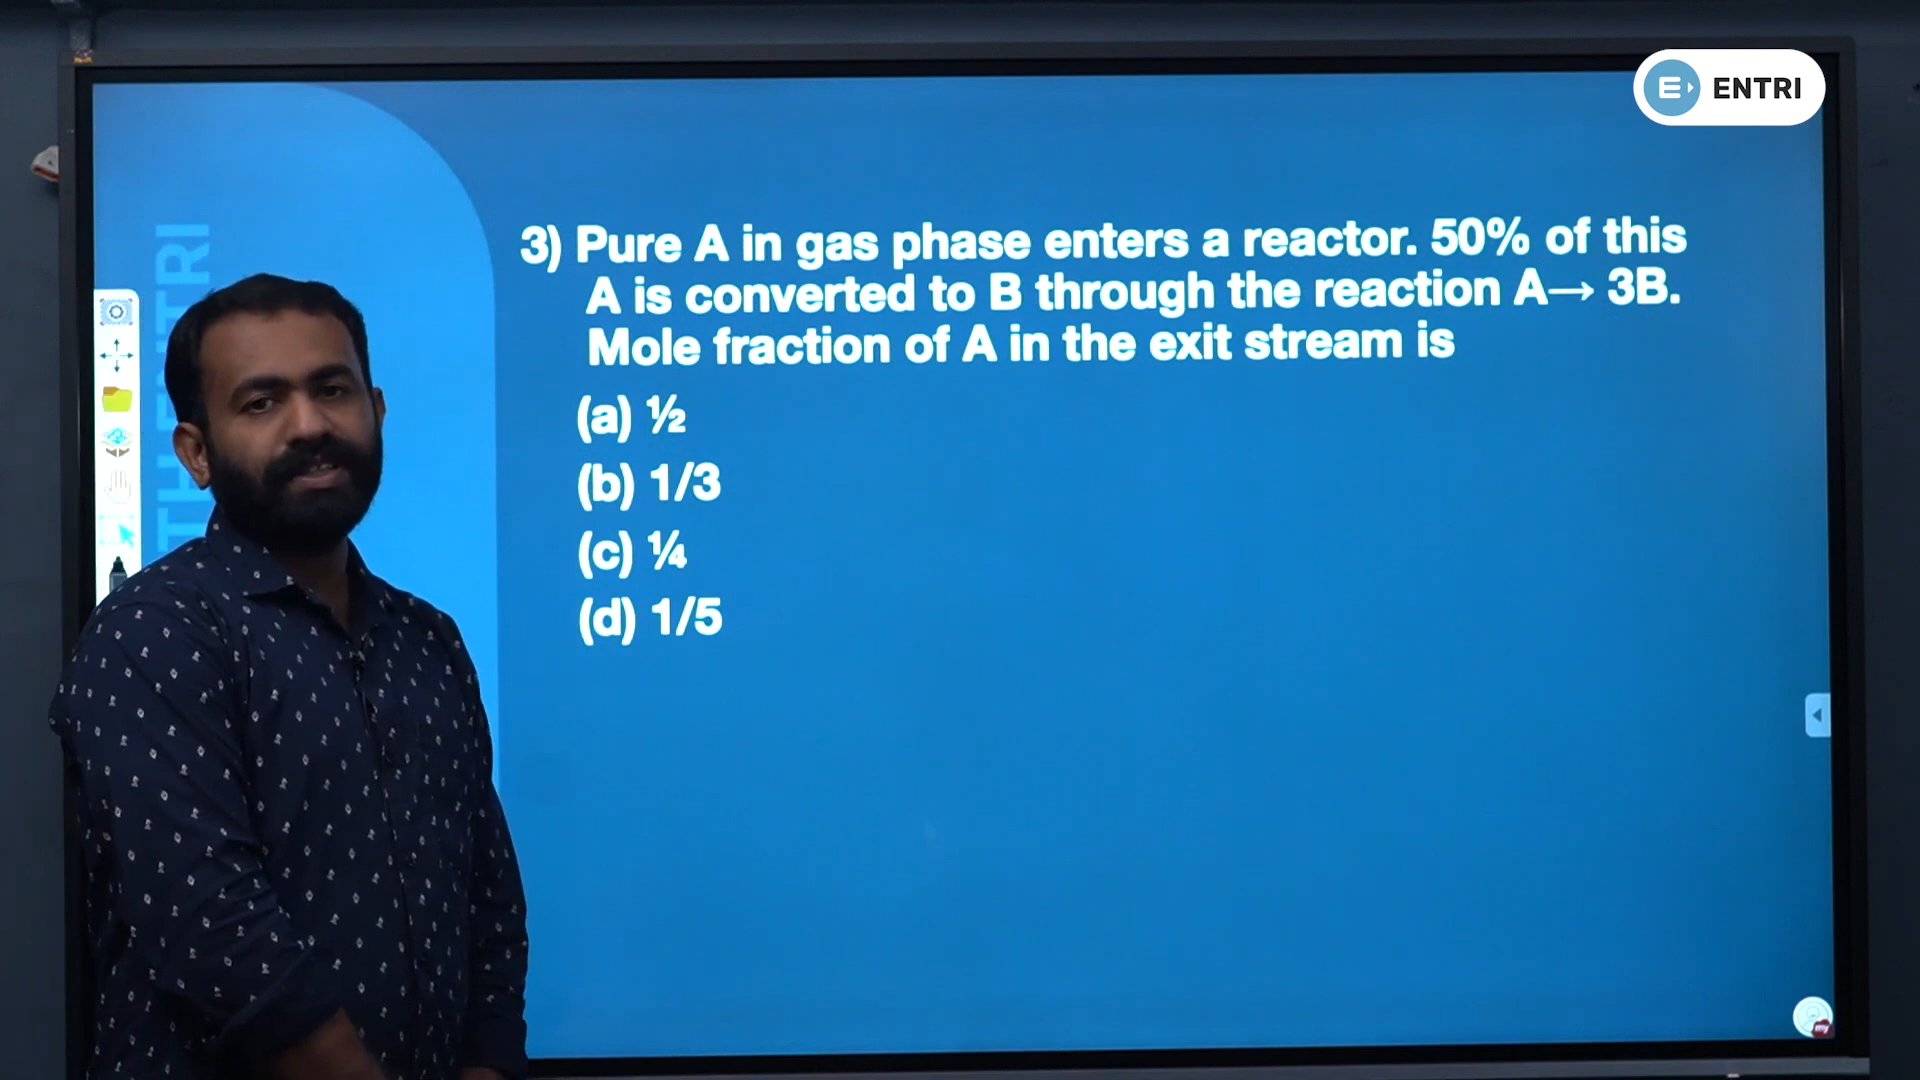 ENTRI
3) Pure A in gas phase enters a reactor. 50% of this
A is converted to B through the reaction A→ 3B.
Mole fraction of A in the exit stream is
(a) ½
(b) 1/3
(c) ¼
(d) 1/5